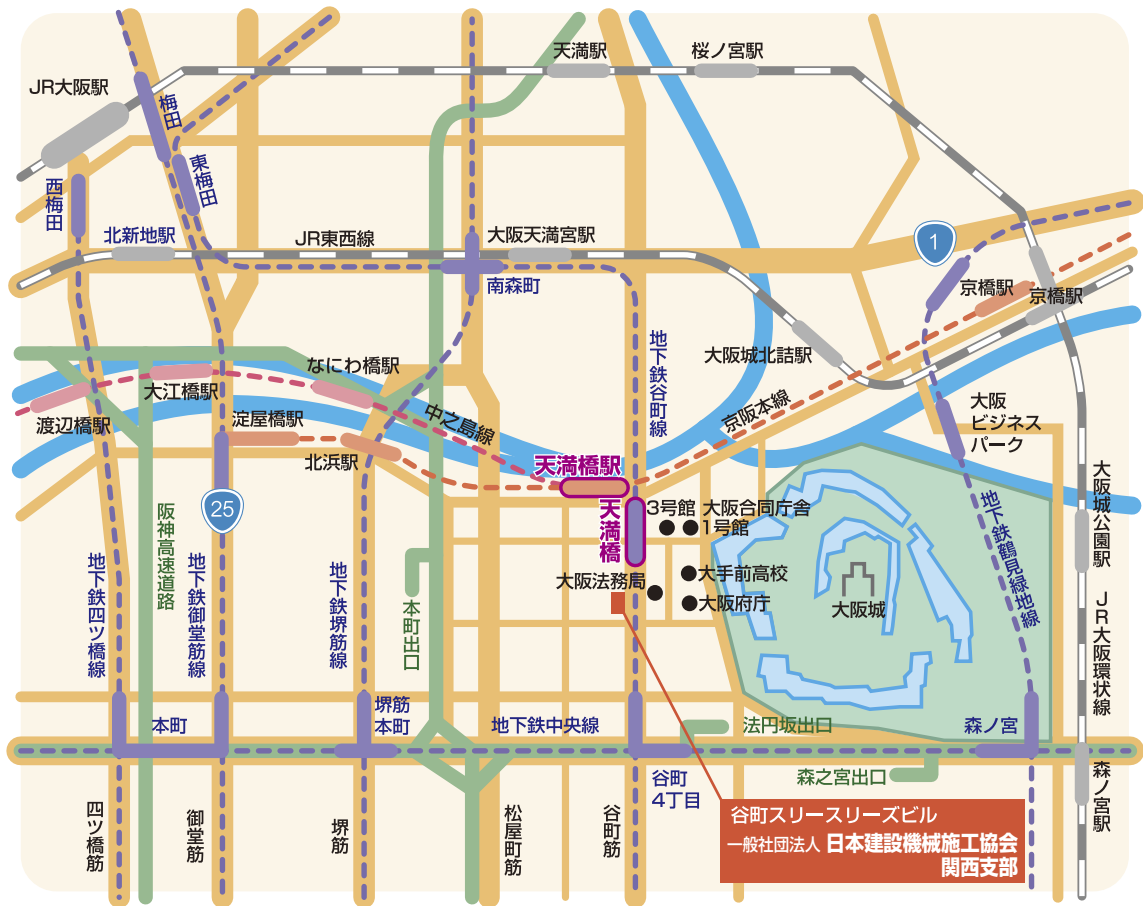 天満駅
桜ノ宮駅
JR大阪駅
梅田
東梅田
西梅田
北新地駅
JR東西線
大阪天満宮駅
1
南森町
京橋駅
京橋駅
地下鉄谷町線
大阪城北詰駅
なにわ橋駅
大江橋駅
渡辺橋駅
淀屋橋駅
中之島線
京阪本線
大阪
ビジネス
パーク
北浜駅
天満橋駅
天満橋
25
3号館
大阪合同庁舎
1号館
大阪城公園駅
地下鉄鶴見緑地線
阪神高速道路
大手前高校
大阪法務局
大阪府庁
大阪城
地下鉄四ツ橋線
地下鉄御堂筋線
地下鉄堺筋線
本町出口
JR大阪環状線
本町
堺筋
本町
地下鉄中央線
法円坂出口
森ノ宮
谷町
4丁目
森之宮出口
森ノ宮駅
四ツ橋筋
御堂筋
堺筋
松屋町筋
谷町筋
谷町スリースリーズビル
一般社団法人 日本建設機械施工協会
関西支部